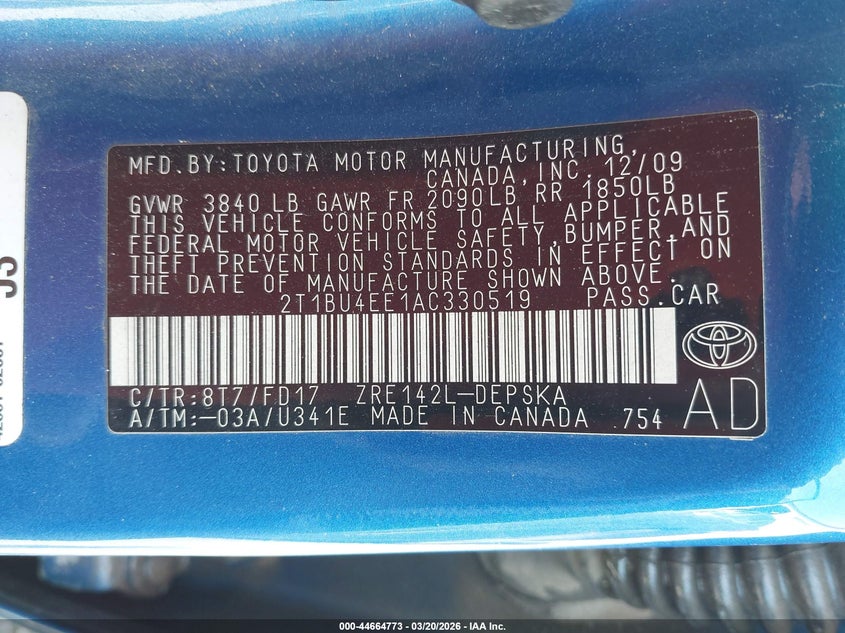 MFD.BY:TOYOTA MOTOR MANUFACTURING,
CANADA,INC. 12/09
GVWR 3840 LB GAWR FR 2090LB RR 1850LB
THIS VEHICLE CONFORMS TO ALL APPLICABLE
FEDERAL MOTOR VEHICLE SAFETY,BUMPER,AND
THEFT PREVENTION STANDARDS IN EFFECT ON
THE DATE OF MANUFACTURE SHOWN ABOVE.
2T1BU4EE1AC330519 PASS.CAR
C/TR:8T7/FD17 ZRE142L-DEPSKA
A/TM:-03A/U341E MADE IN CANADA 754
AD
000-44664773 - 03/20/2026 - IAA Inc.